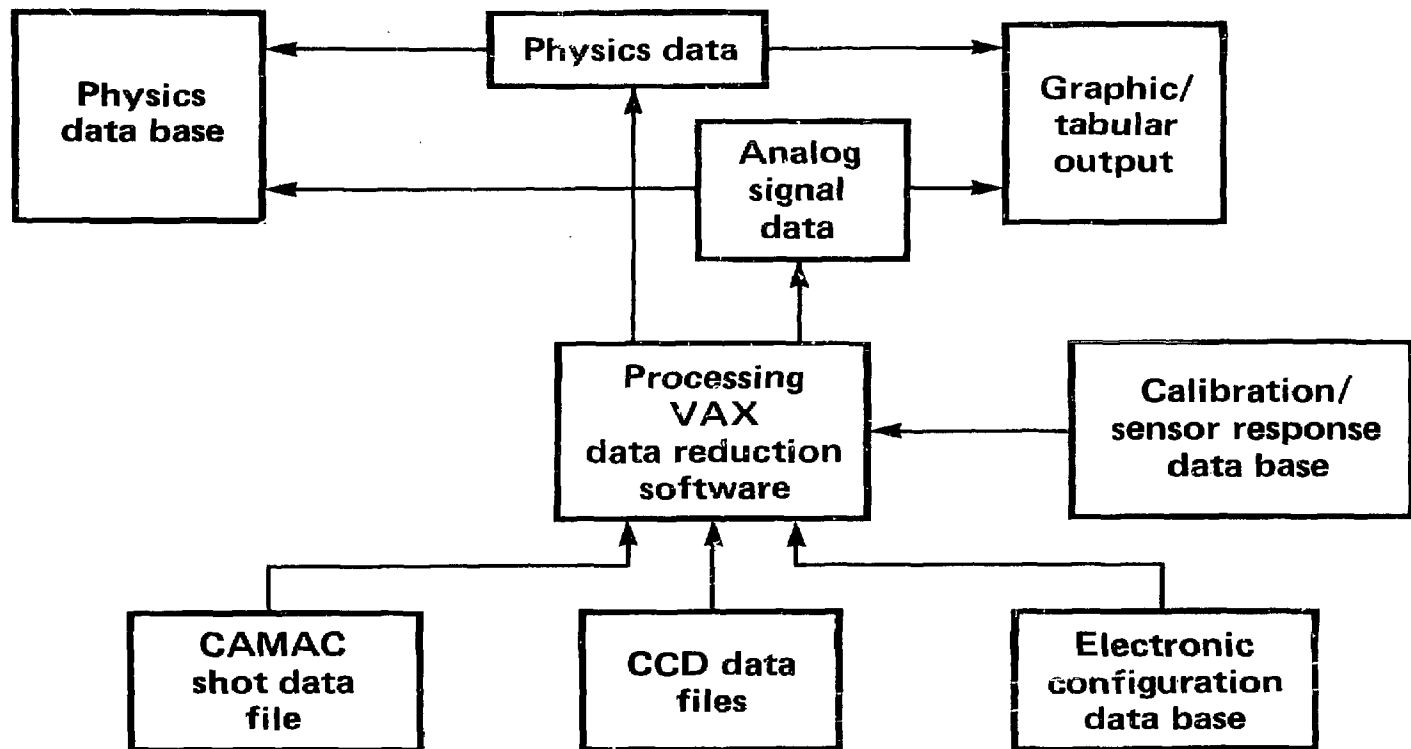 Physics data
Physics
data base
Graphic/
tabular
output
Analog
signal
data
Processing
VAX
data reduction
software
Calibration/
sensor response
data base
CAMAC
shot data
file
CCD data
files
Electronic
configuration
data base